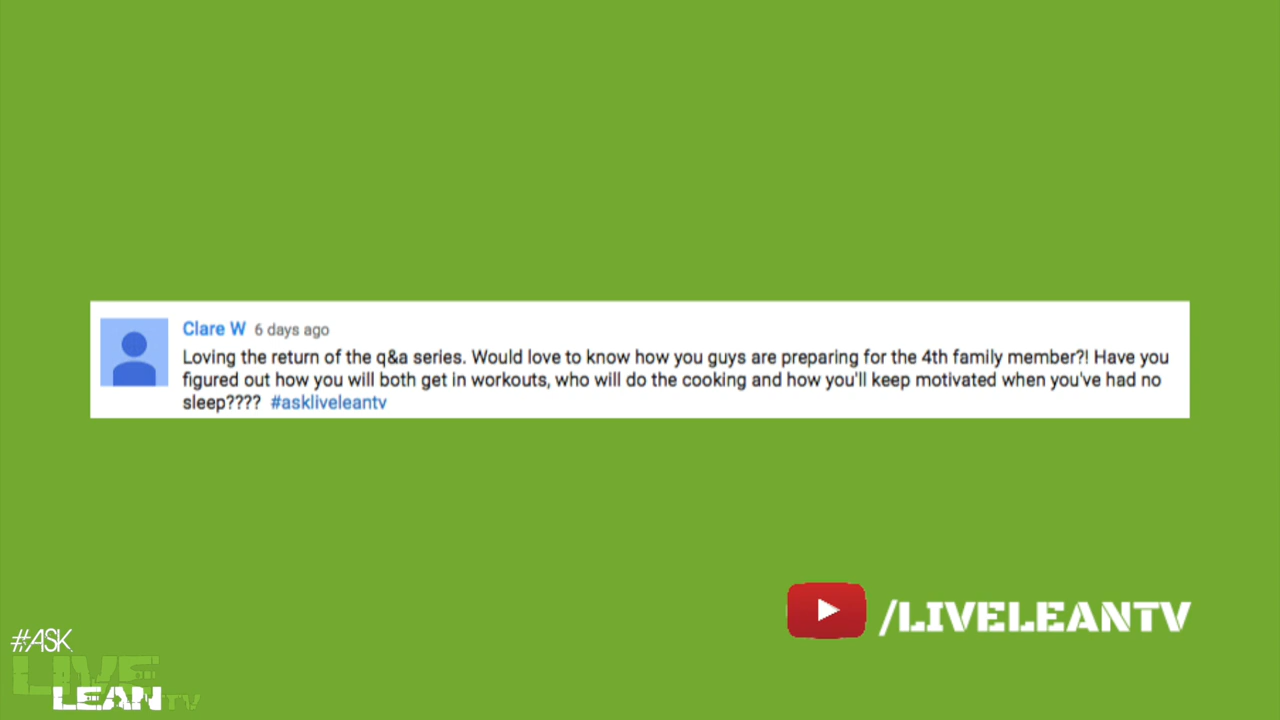 Clare W 6 days ago
Loving the return of the q&a series. Would love to know how you guys are preparing for the 4th family member?! Have you
figured out how you will both get in workouts, who will do the cooking and how you'll keep motivated when you've had no
sleep???? #askliveleantv
/LIVELEANTV
#ASK
LIVE
LEAN TV